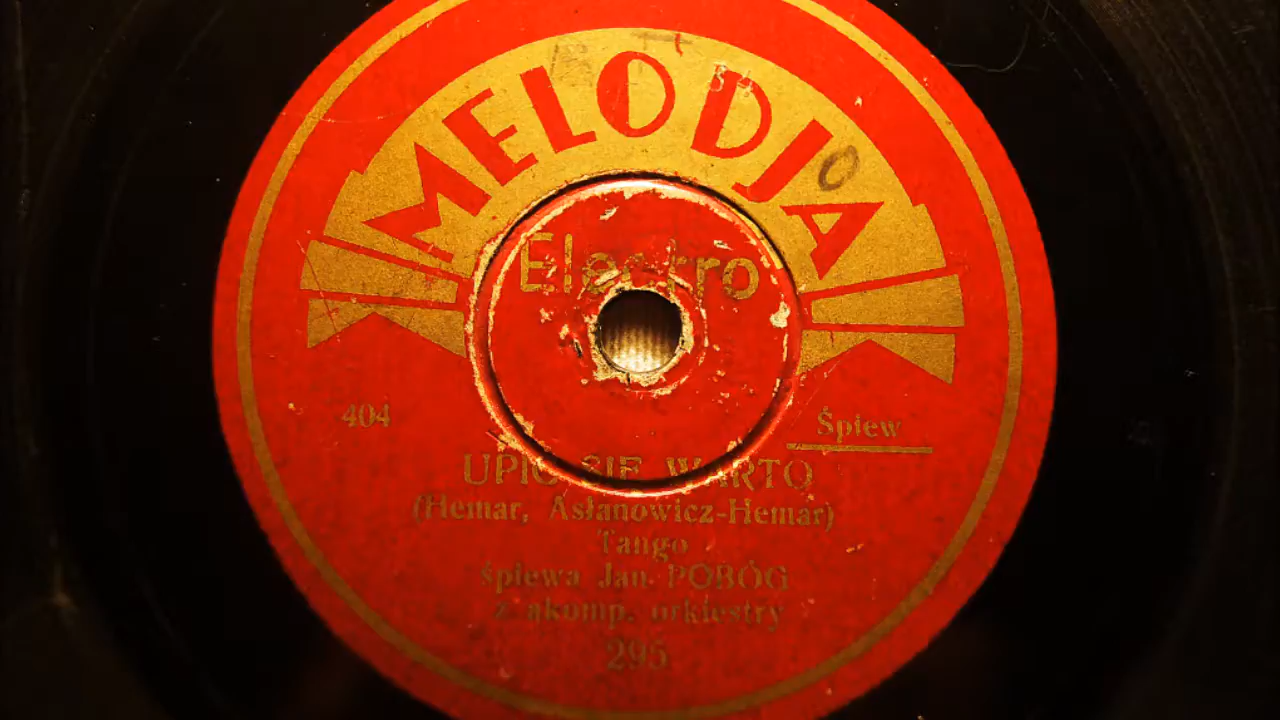 MELODJA
Electro
404
Śpiew
UPIĆ SIĘ WARTO
(Hemar, Asłanowicz-Hemar)
Tango
śpiewa Jan POBÓG
z akomp. orkiestry
295